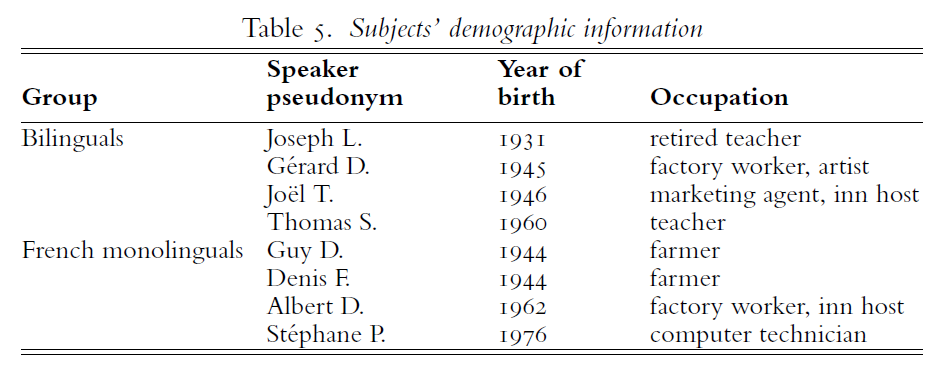 Table 5. Subjects' demographic information
Speaker Year of
Group pseudonym birth Occupation
Bilinguals Joseph L. 1931 retired teacher
Gérard D. 1945 factory worker, artist
Joël T. 1946 marketing agent, inn host
Thomas S. 1960 teacher
French monolinguals Guy D. 1944 farmer
Denis F. 1944 farmer
Albert D. 1962 factory worker, inn host
Stéphane P. 1976 computer technician